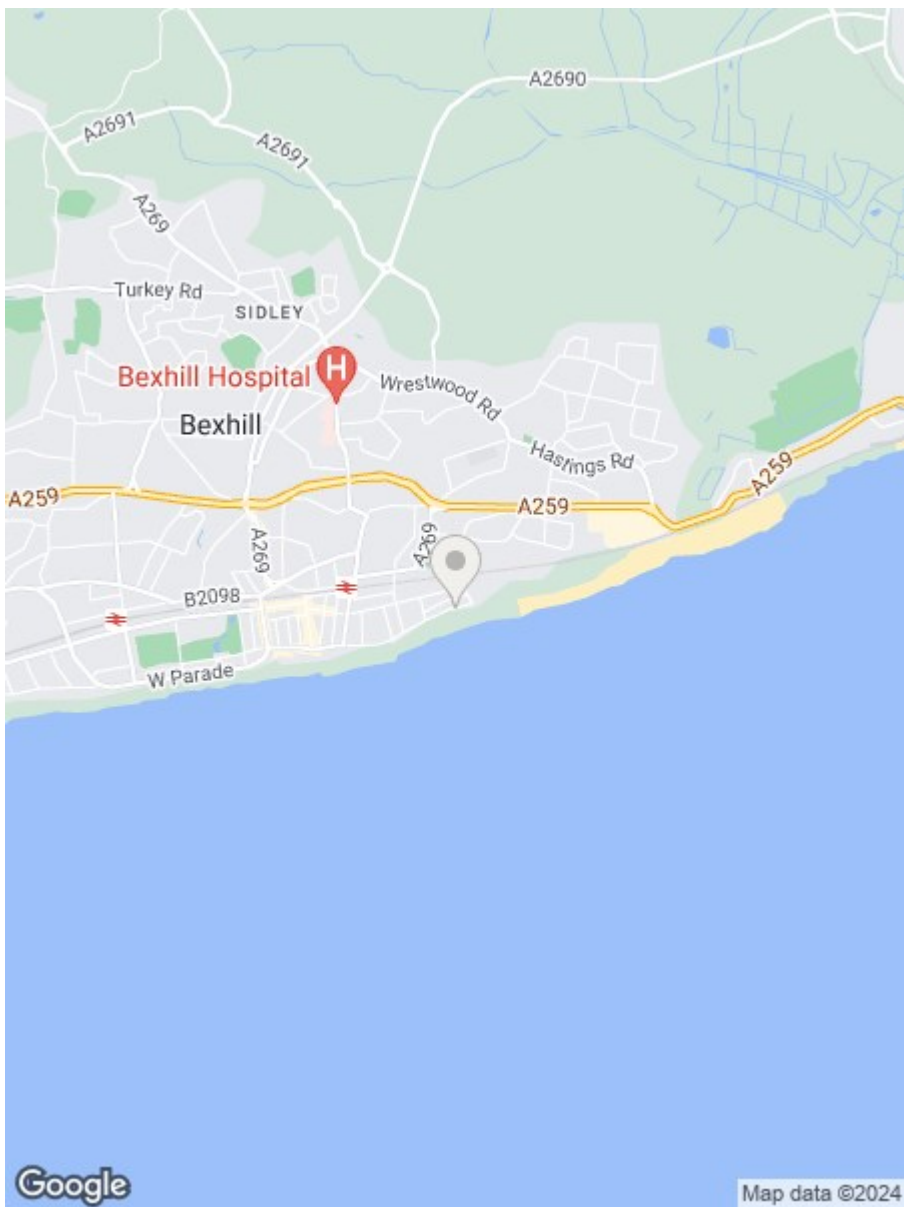 A2690
A2691
A2691
A269
Turkey Rd
SIDLEY
Bexhill Hospital
H
Wrestwood Rd
Bexhill
Hastings Rd
A259
A259
A259
A269
A269
B2098
W Parade
Google
Map data ©2024